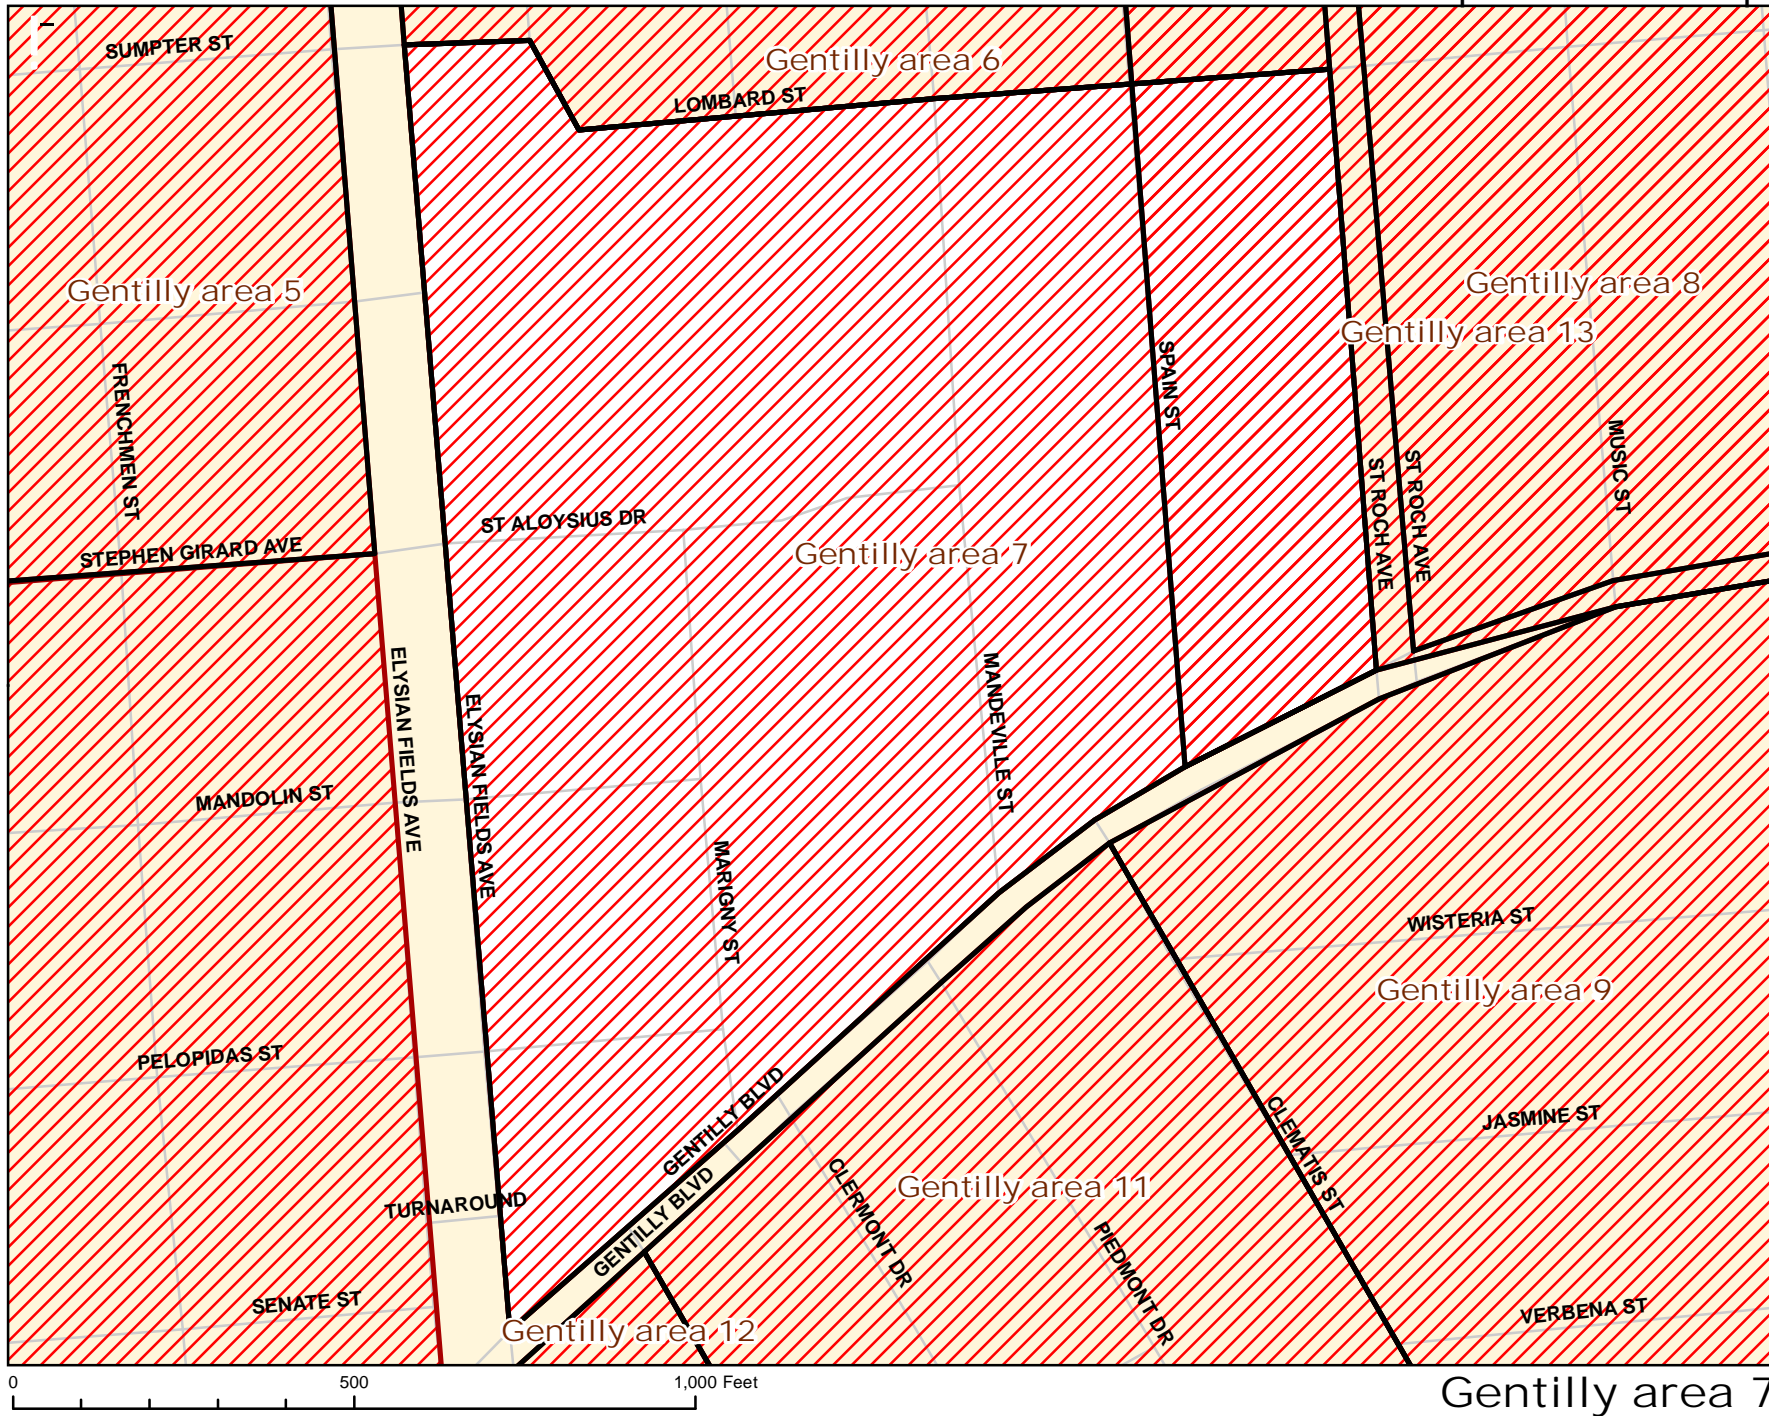 SUMPTER ST
Gentilly area 6
LOMBARD ST
Gentilly area 5
Gentilly area 8
Gentilly area 13
SPAIN ST
FRENCHMEN ST
MUSIC ST
ST ROCH AVE
ST ROCH AVE
ST ALOYSIUS DR
STEPHEN GIRARD AVE
Gentilly area 7
ELYSIAN FIELDS AVE
ELYSIAN FIELDS AVE
MANDEVILLE ST
MANDOLIN ST
MARIGNY ST
WISTERIA ST
Gentilly area 9
PELOPIDAS ST
GENTILLY BLVD
GENTILLY BLVD
CLEMATIS ST
JASMINE ST
CLERMONT DR
Gentilly area 11
TURNAROUND
PIEDMONT DR
SENATE ST
VERBENA ST
Gentilly area 12
0 500 1,000 Feet
Gentilly area 7